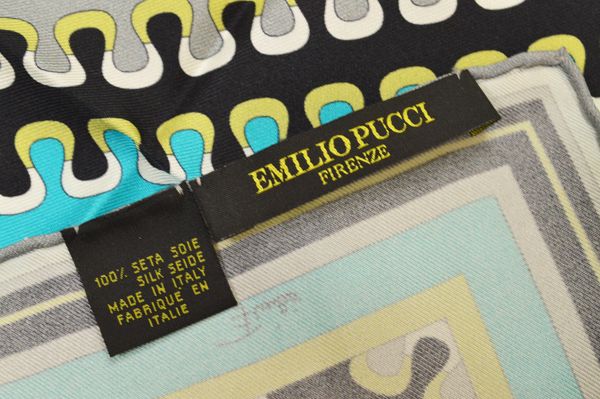 EMILIO PUCCI
FIRENZE
100% SETA SOIE
SILK SEIDE
MADE IN ITALY
FABRIQUE EN
ITALIE